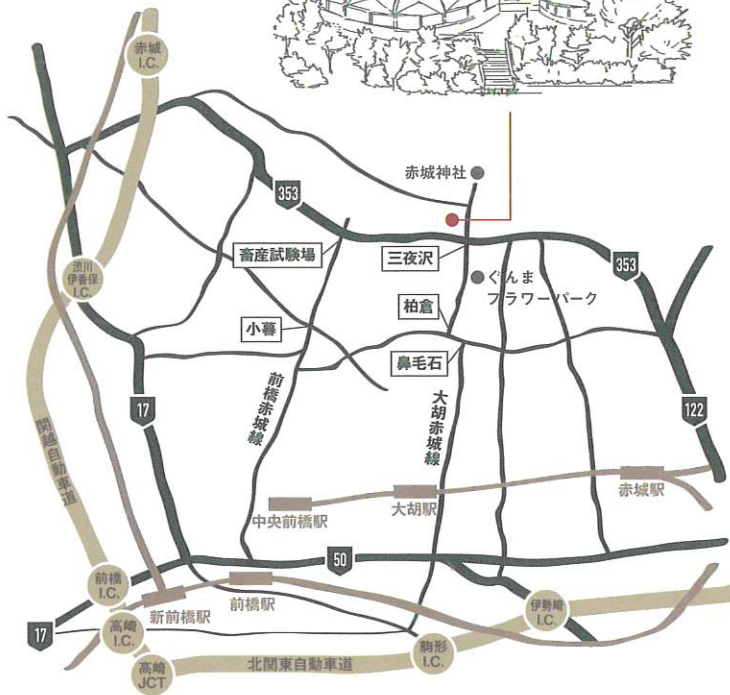 赤城
I.C.
赤城神社
353
畜産試験場
三夜沢
353
渋川
伊香保
I.C.
ぐんま
フラワーパーク
柏倉
小暮
鼻毛石
前橋赤城線
大胡赤城線
17
122
関越自動車道
赤城駅
大胡駅
中央前橋駅
50
前橋
I.C.
前橋駅
新前橋駅
伊勢崎
I.C.
17
高崎
I.C.
駒形
I.C.
高崎
JCT
北関東自動車道